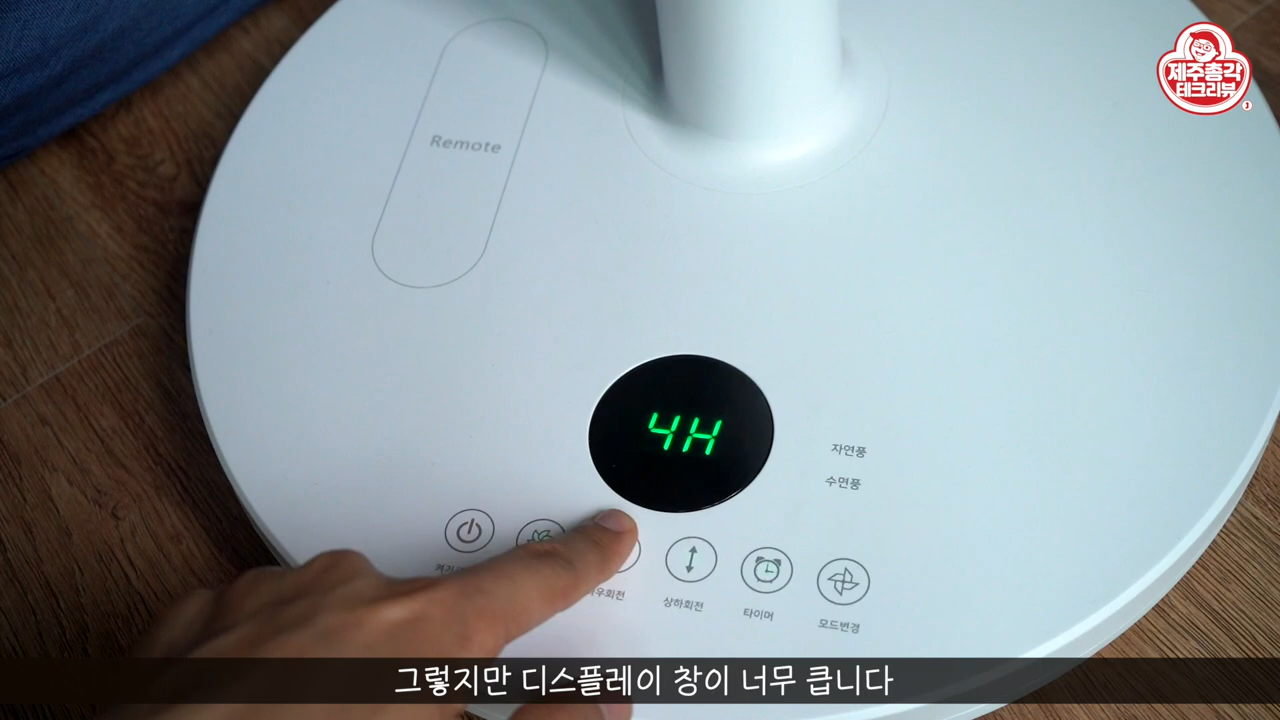 제주총각
테크리뷰
Remote
4H
자연풍
수면풍
상하회전
타이머
모드변경
그렇지만 디스플레이 창이 너무 큽니다